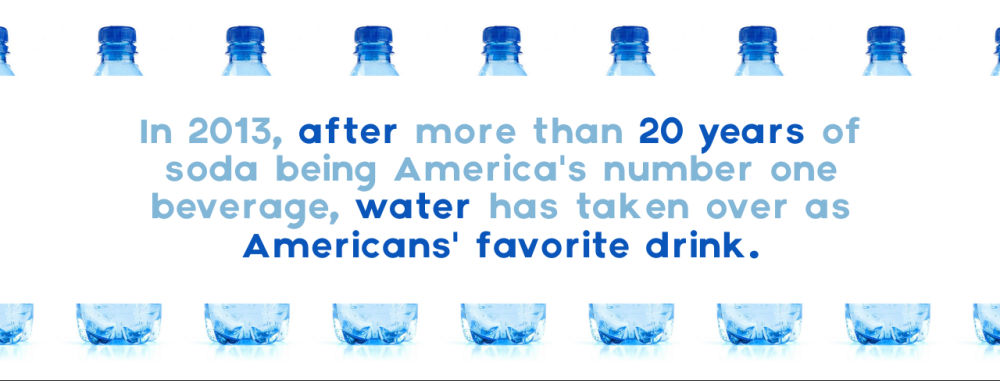 In 2013, after more than 20 years of
soda being America's number one
beverage, water has taken over as
Americans' favorite drink.